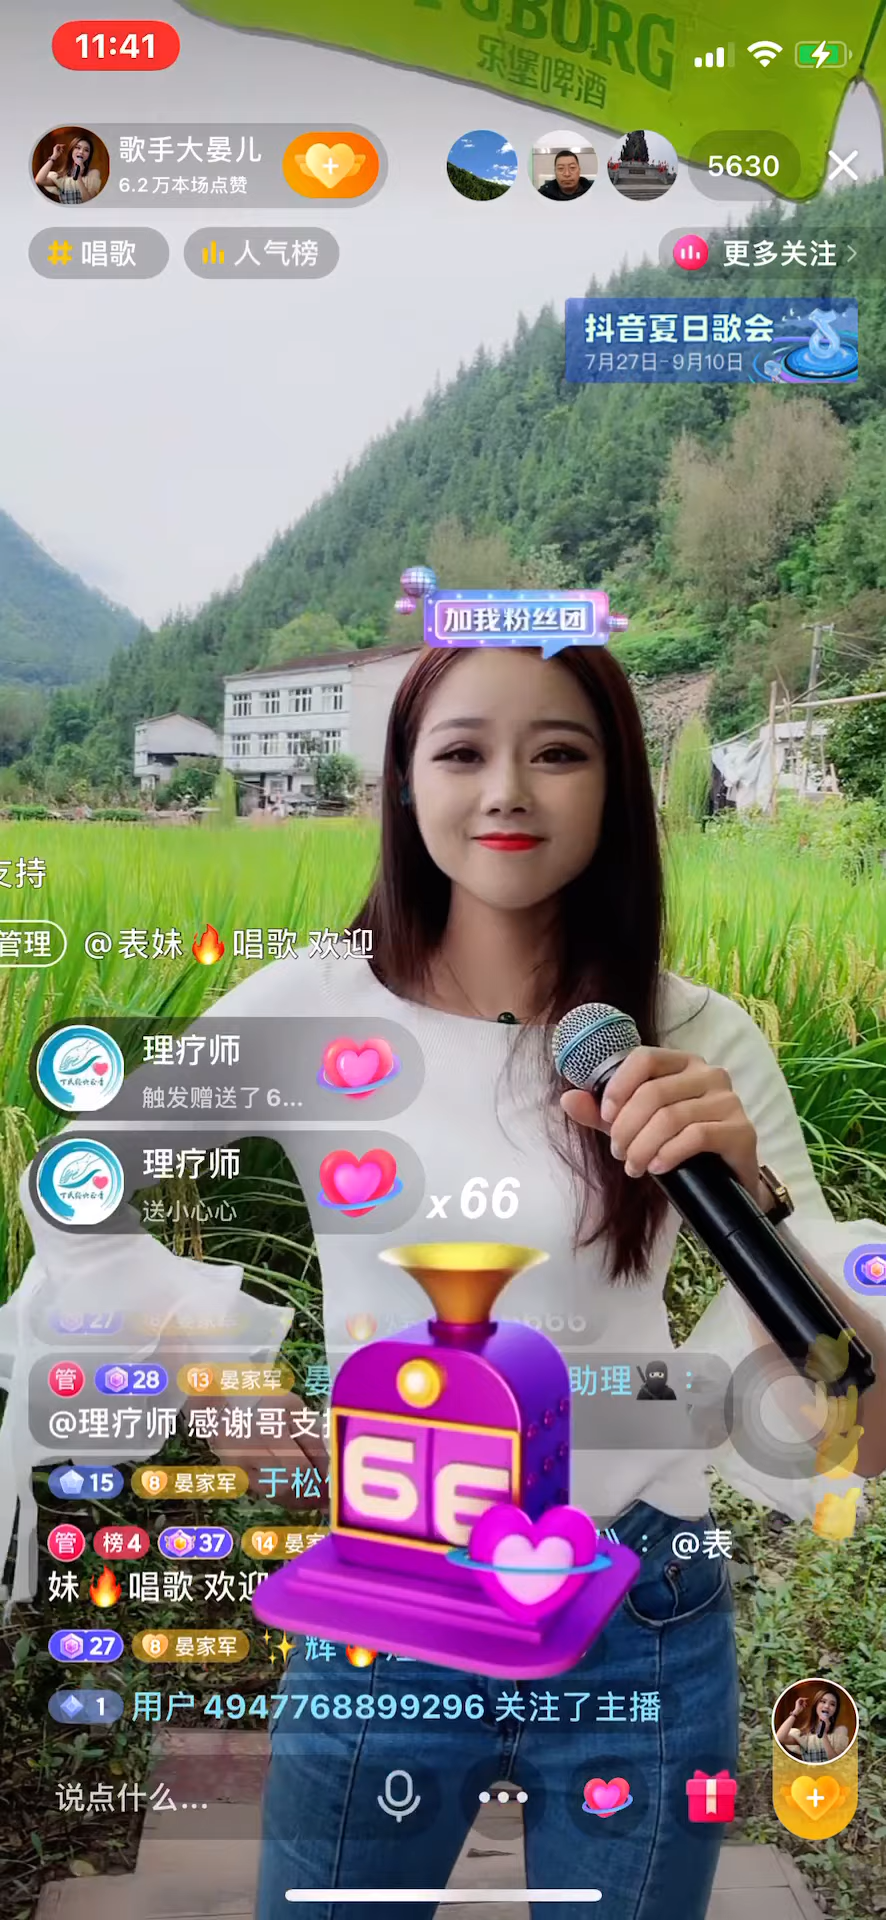 11:41
TUBORG
乐堡啤酒
歌手大晏儿
6.2万本场点赞
5630
唱歌
人气榜
更多关注
抖音夏日歌会
7月27日-9月10日
加我粉丝团
支持
管理 @表妹🔥唱歌 欢迎
理疗师
触发赠送了 6...
理疗师
送小心心
x 66
27
管 28 13 晏家军 助理🥷：
@理疗师 感谢哥支
66
15 8 晏家军 于松
管 榜4 37 14 晏家 ：@表
妹🔥唱歌 欢迎
27 8 晏家军 ✨辉🔥
1 用户4947768899296 关注了主播
说点什么...